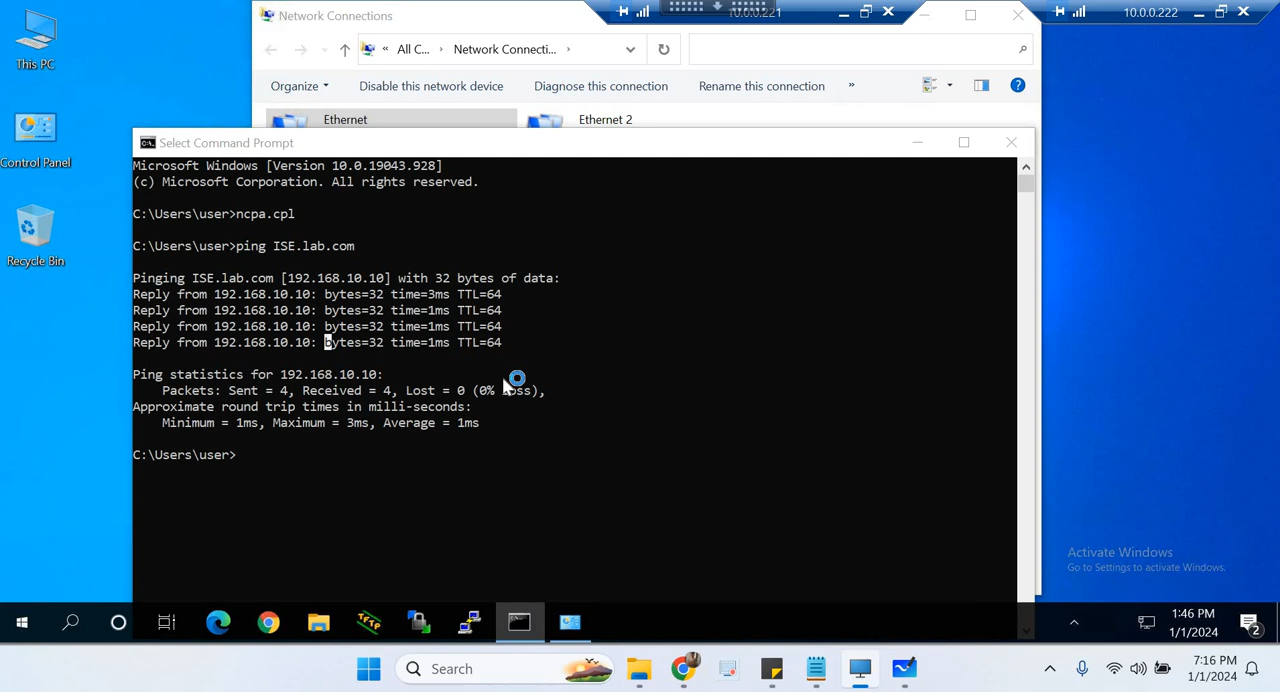 This PC
Control Panel
Recycle Bin
Network Connections
10.0.0.221
10.0.0.222
« All C... › Network Connecti... ›
Organize
Disable this network device
Diagnose this connection
Rename this connection
»
Ethernet
Ethernet 2
Select Command Prompt
Microsoft Windows [Version 10.0.19043.928]
(c) Microsoft Corporation. All rights reserved.
C:\Users\user>ncpa.cpl
C:\Users\user>ping ISE.lab.com
Pinging ISE.lab.com [192.168.10.10] with 32 bytes of data:
Reply from 192.168.10.10: bytes=32 time=3ms TTL=64
Reply from 192.168.10.10: bytes=32 time=1ms TTL=64
Reply from 192.168.10.10: bytes=32 time=1ms TTL=64
Reply from 192.168.10.10: bytes=32 time=1ms TTL=64
Ping statistics for 192.168.10.10:
Packets: Sent = 4, Received = 4, Lost = 0 (0% loss),
Approximate round trip times in milli-seconds:
Minimum = 1ms, Maximum = 3ms, Average = 1ms
C:\Users\user>
Activate Windows
Go to Settings to activate Windows.
TFTP
1:46 PM
1/1/2024
2
Search
7:16 PM
1/1/2024